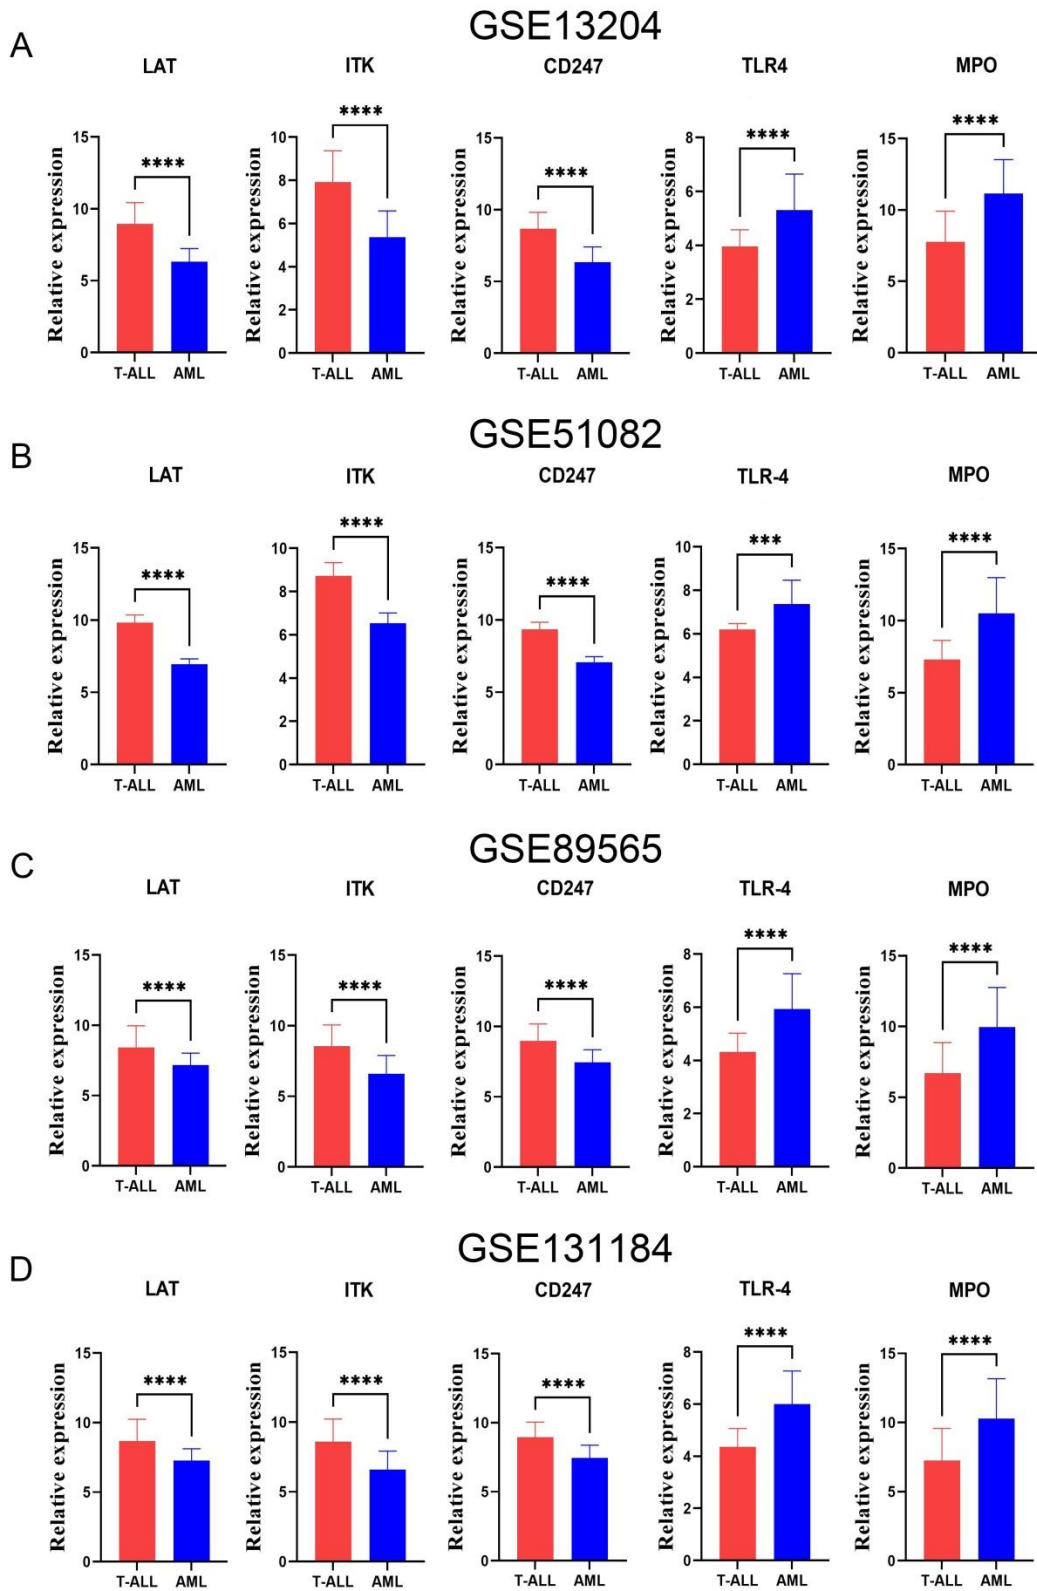 GSE13204
A
LAT ITK CD247 TLR4 MPO
**** **** **** **** ****
Relative expression Relative expression Relative expression Relative expression Relative expression
15 10 5 0
10 8 6 4 2 0
15 10 5 0
8 6 4 2 0
15 10 5 0
T-ALL AML T-ALL AML T-ALL AML T-ALL AML T-ALL AML
GSE51082
B
LAT ITK CD247 TLR-4 MPO
**** **** **** *** ****
Relative expression Relative expression Relative expression Relative expression Relative expression
15 10 5 0
10 8 6 4 2 0
15 10 5 0
10 8 6 4 2 0
15 10 5 0
T-ALL AML T-ALL AML T-ALL AML T-ALL AML T-ALL AML
GSE89565
C
LAT ITK CD247 TLR-4 MPO
**** **** **** **** ****
Relative expression Relative expression Relative expression Relative expression Relative expression
15 10 5 0
15 10 5 0
15 10 5 0
8 6 4 2 0
15 10 5 0
T-ALL AML T-ALL AML T-ALL AML T-ALL AML T-ALL AML
GSE131184
D
LAT ITK CD247 TLR-4 MPO
**** **** **** **** ****
Relative expression Relative expression Relative expression Relative expression Relative expression
15 10 5 0
15 10 5 0
15 10 5 0
8 6 4 2 0
15 10 5 0
T-ALL AML T-ALL AML T-ALL AML T-ALL AML T-ALL AML